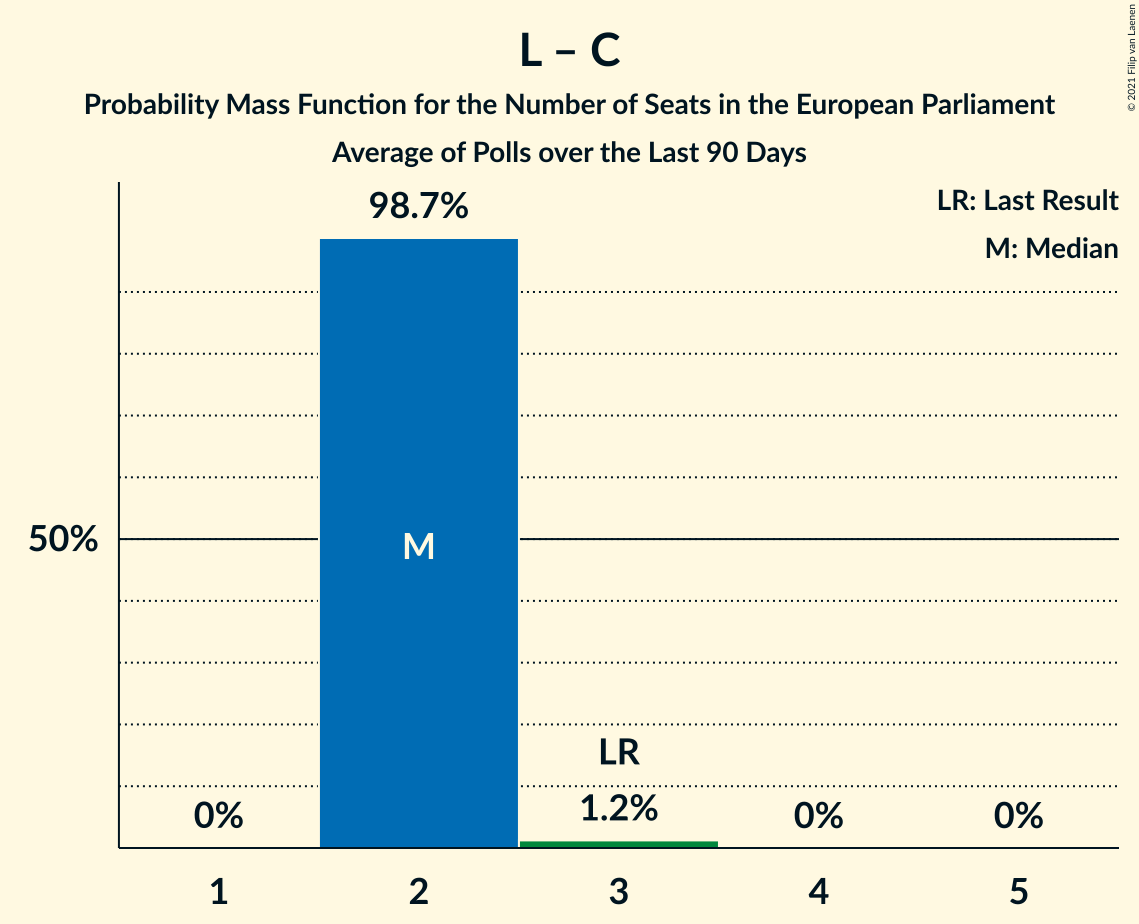 L – C
Probability Mass Function for the Number of Seats in the European Parliament
Average of Polls over the Last 90 Days
© 2021 Filip van Laenen
LR: Last Result
M: Median
98.7%
50%
M
LR
0%
1.2%
0%
0%
1
2
3
4
5